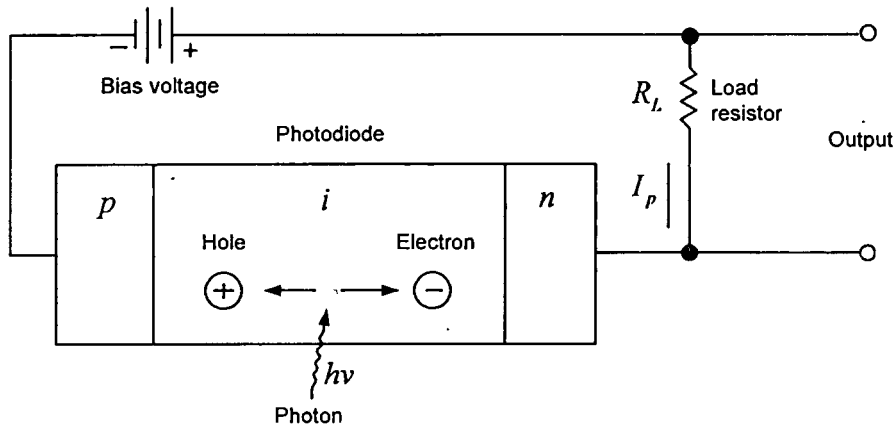 − +
Bias voltage
R_L
Load
resistor
Photodiode
Output
p
i
n
I_p
Hole
Electron
+
−
hν
Photon